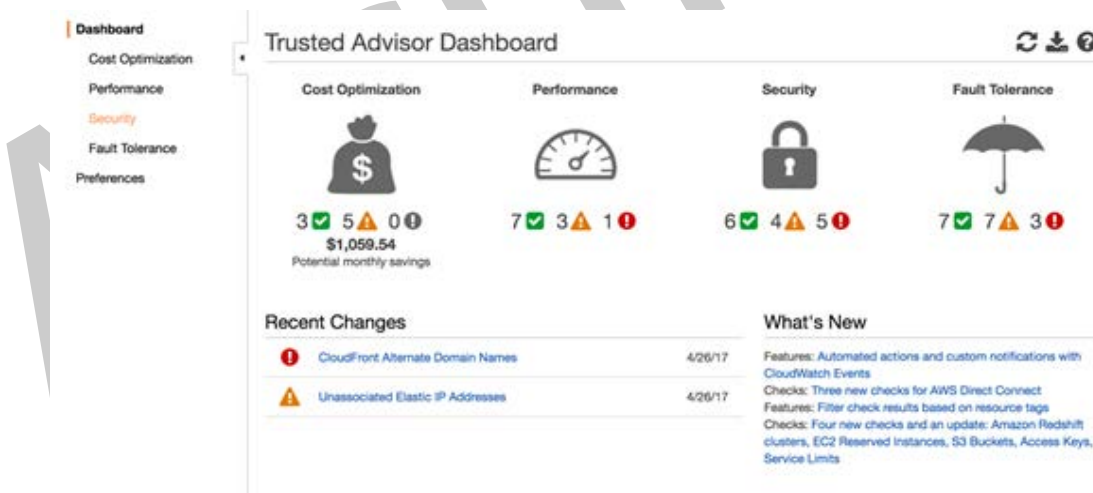 Dashboard
Cost Optimization
Performance
Security
Fault Tolerance
Preferences
Trusted Advisor Dashboard
Cost Optimization
3 5 0
$1,059.54
Potential monthly savings
Performance
7 3 1
Security
6 4 5
Fault Tolerance
7 7 3
Recent Changes
CloudFront Alternate Domain Names 4/26/17
Unassociated Elastic IP Addresses 4/26/17
What's New
Features: Automated actions and custom notifications with
CloudWatch Events
Checks: Three new checks for AWS Direct Connect
Features: Filter check results based on resource tags
Checks: Four new checks and an update: Amazon Redshift
clusters, EC2 Reserved Instances, S3 Buckets, Access Keys,
Service Limits